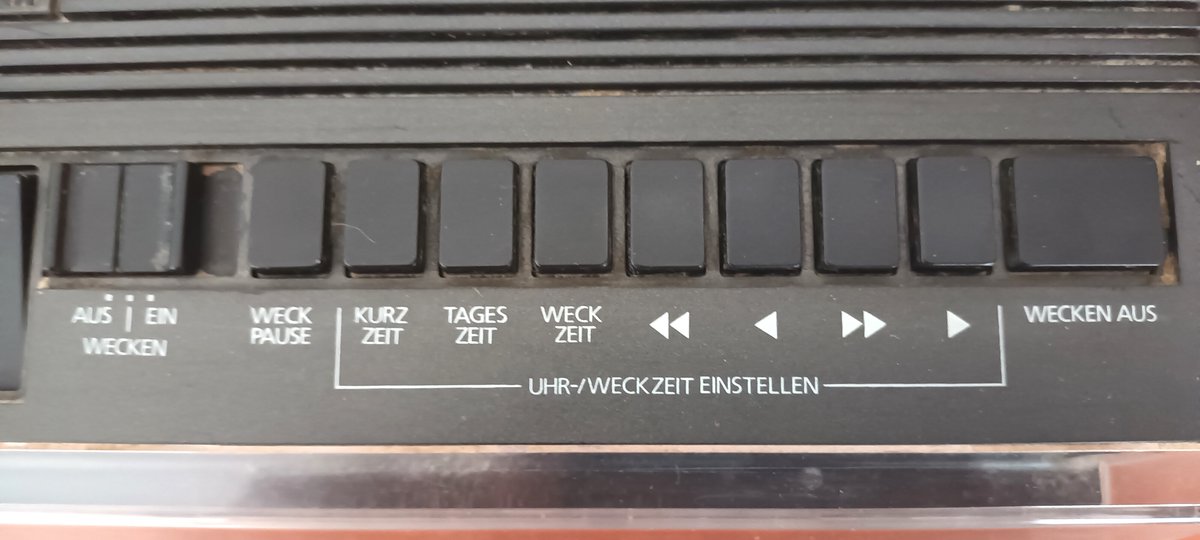 AUS | EIN
WECKEN
WECK
PAUSE
KURZ
ZEIT
TAGES
ZEIT
WECK
ZEIT
WECKEN AUS
UHR-/WECKZEIT EINSTELLEN